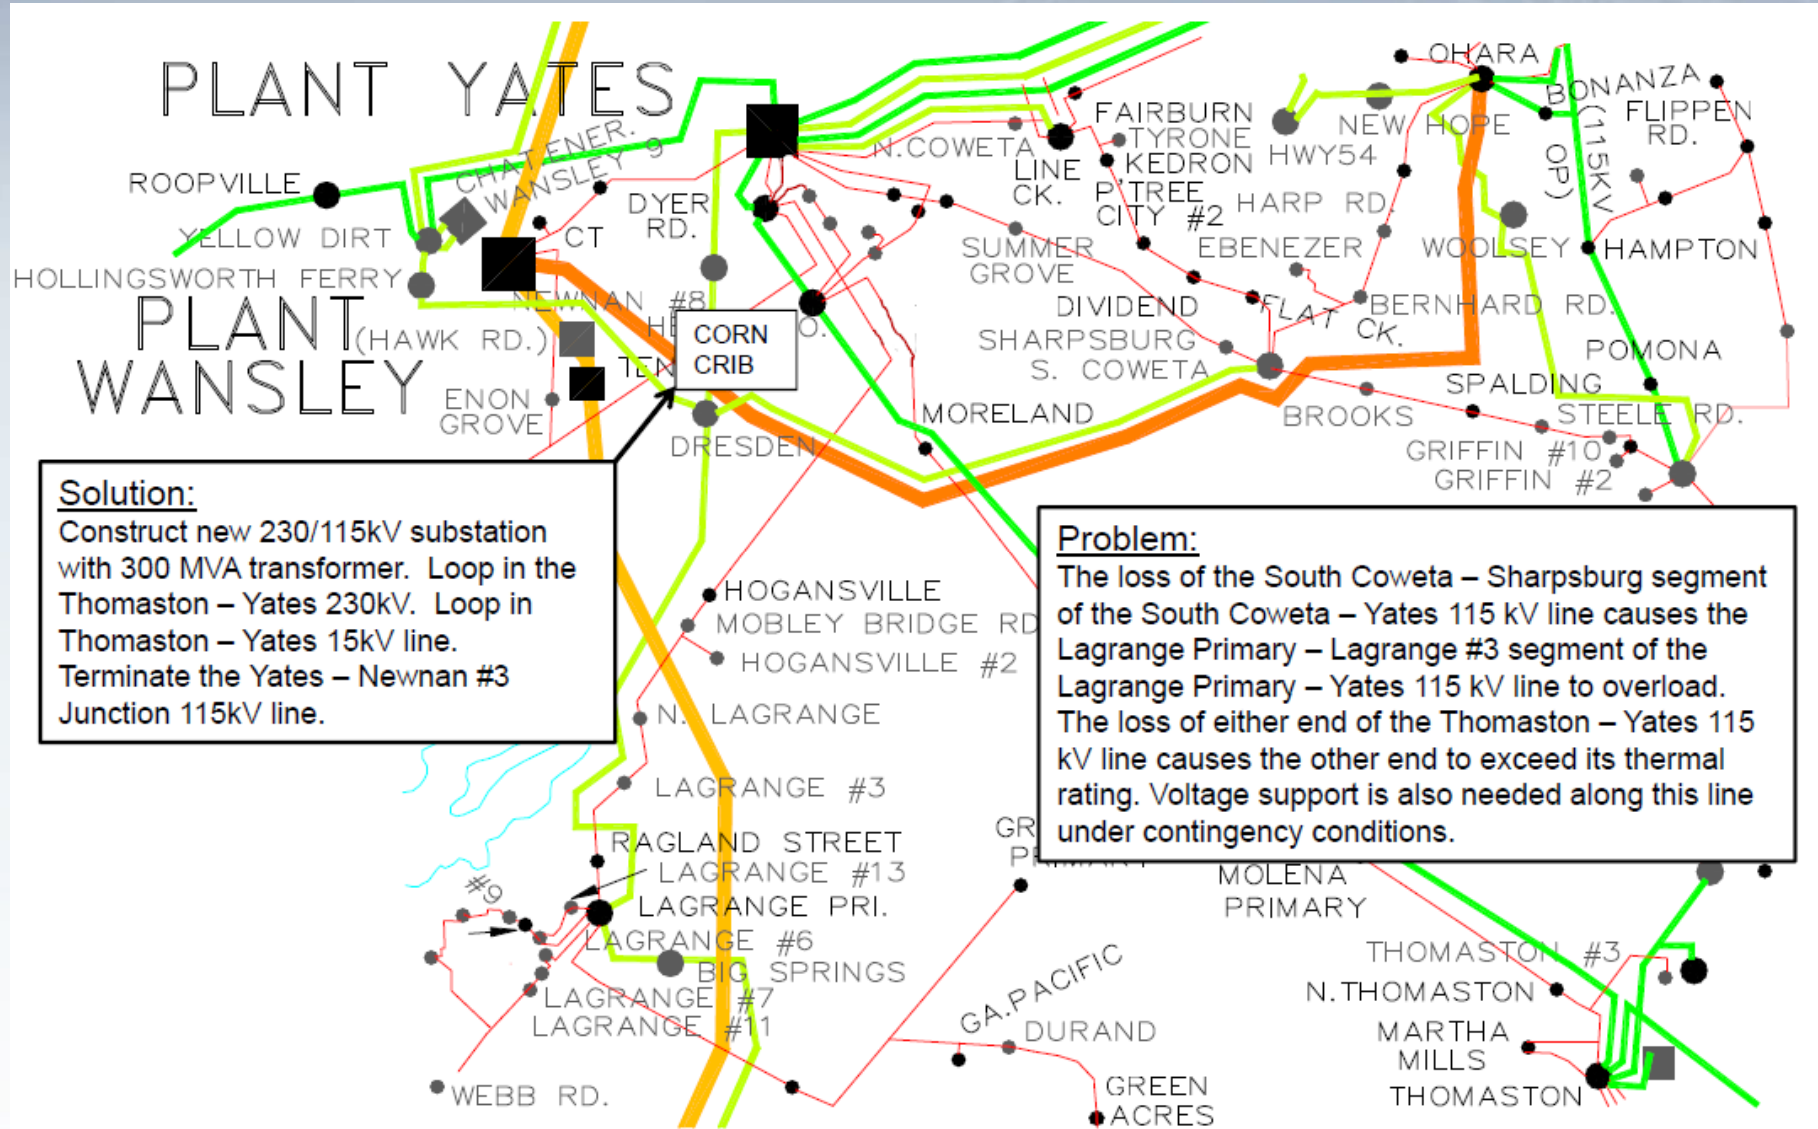 PLANT YATES
OHARA
BONANZA
(115KV
OP)
FLIPPEN
RD.
FAIRBURN
TYRONE
KEDRON
P'TREE
CITY #2
N.COWETA
LINE
CK.
NEW HOPE
HWY54
CHAT.ENER.
WANSLEY 9
ROOPVILLE
DYER
RD.
CT
YELLOW DIRT
HARP RD
EBENEZER
WOOLSEY
HAMPTON
SUMMER
GROVE
HOLLINGSWORTH FERRY
NEWNAN #8
PLANT
WANSLEY
(HAWK RD.)
CORN
CRIB
DIVIDEND
FLAT CK.
BERNHARD RD.
SHARPSBURG
S. COWETA
POMONA
SPALDING
STEELE RD.
BROOKS
ENON
GROVE
DRESDEN
MORELAND
GRIFFIN #10
GRIFFIN #2
Solution:
Construct new 230/115kV substation
with 300 MVA transformer. Loop in the
Thomaston – Yates 230kV. Loop in
Thomaston – Yates 15kV line.
Terminate the Yates – Newnan #3
Junction 115kV line.
Problem:
The loss of the South Coweta – Sharpsburg segment
of the South Coweta – Yates 115 kV line causes the
Lagrange Primary – Lagrange #3 segment of the
Lagrange Primary – Yates 115 kV line to overload.
The loss of either end of the Thomaston – Yates 115
kV line causes the other end to exceed its thermal
rating. Voltage support is also needed along this line
under contingency conditions.
HOGANSVILLE
MOBLEY BRIDGE RD
HOGANSVILLE #2
N. LAGRANGE
LAGRANGE #3
RAGLAND STREET
LAGRANGE #13
LAGRANGE PRI.
#9
LAGRANGE #6
BIG SPRINGS
LAGRANGE #7
LAGRANGE #11
WEBB RD.
MOLENA
PRIMARY
THOMASTON #3
N.THOMASTON
MARTHA
MILLS
THOMASTON
GA.PACIFIC
DURAND
GREEN
ACRES